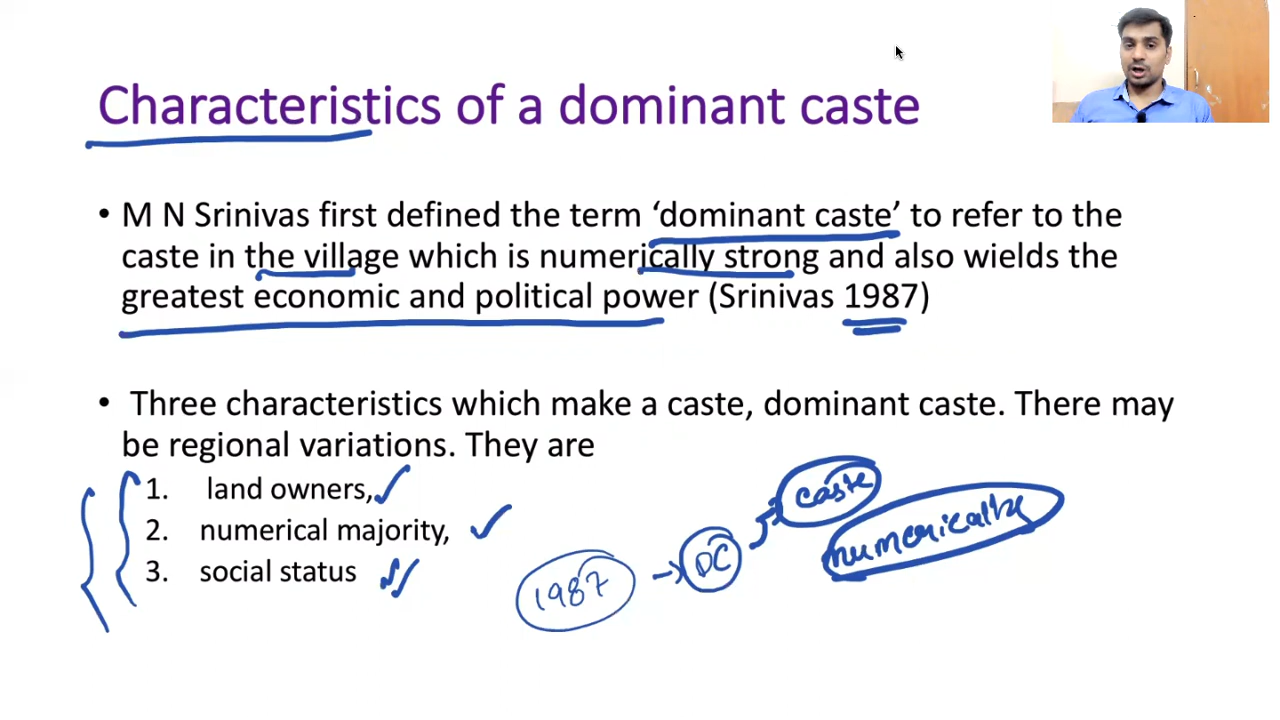 Characteristics of a dominant caste
• M N Srinivas first defined the term ‘dominant caste’ to refer to the
caste in the village which is numerically strong and also wields the
greatest economic and political power (Srinivas 1987)
• Three characteristics which make a caste, dominant caste. There may
be regional variations. They are
1. land owners,
2. numerical majority,
3. social status
1987
DC
caste
numerically